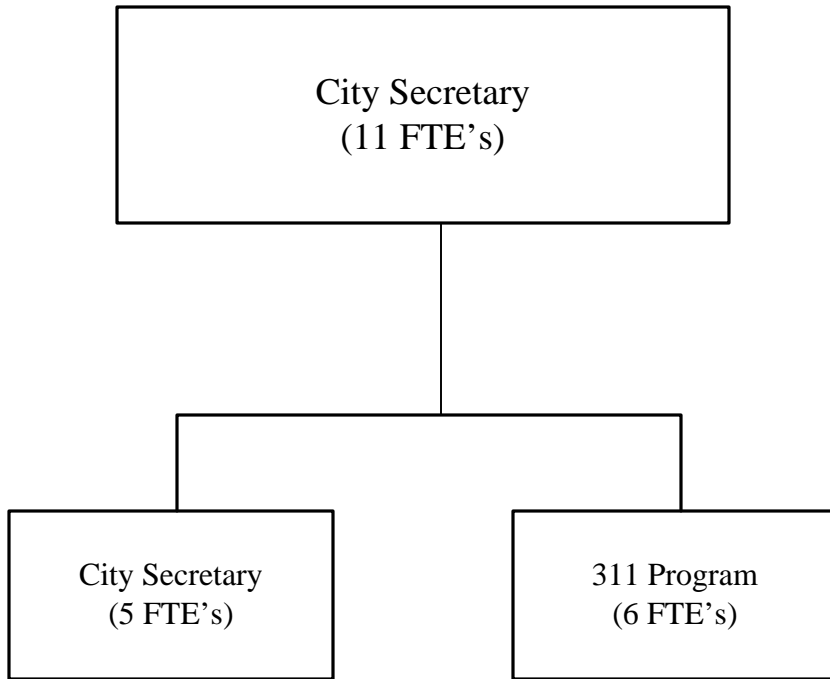 City Secretary
(11 FTE’s)
City Secretary
(5 FTE’s)
311 Program
(6 FTE’s)